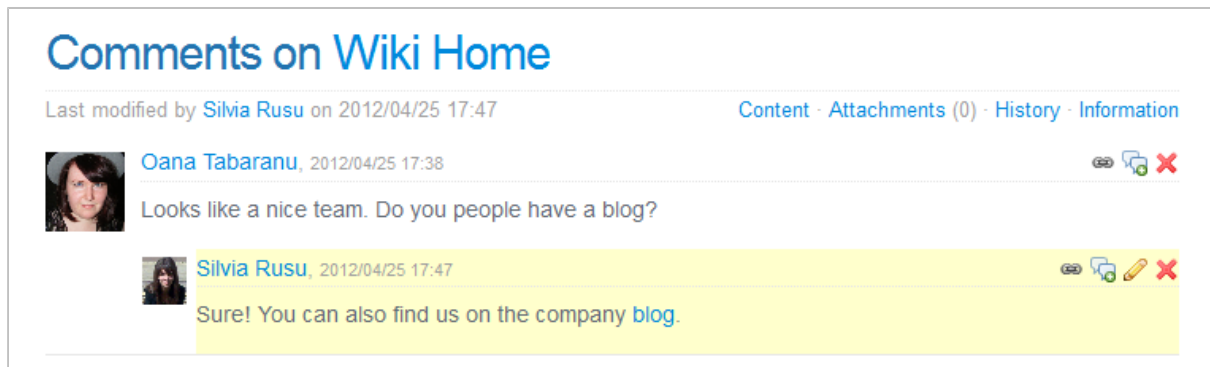 Comments on Wiki Home
Last modified by Silvia Rusu on 2012/04/25 17:47 Content · Attachments (0) · History · Information
Oana Tabaranu, 2012/04/25 17:38
Looks like a nice team. Do you people have a blog?
Silvia Rusu, 2012/04/25 17:47
Sure! You can also find us on the company blog.